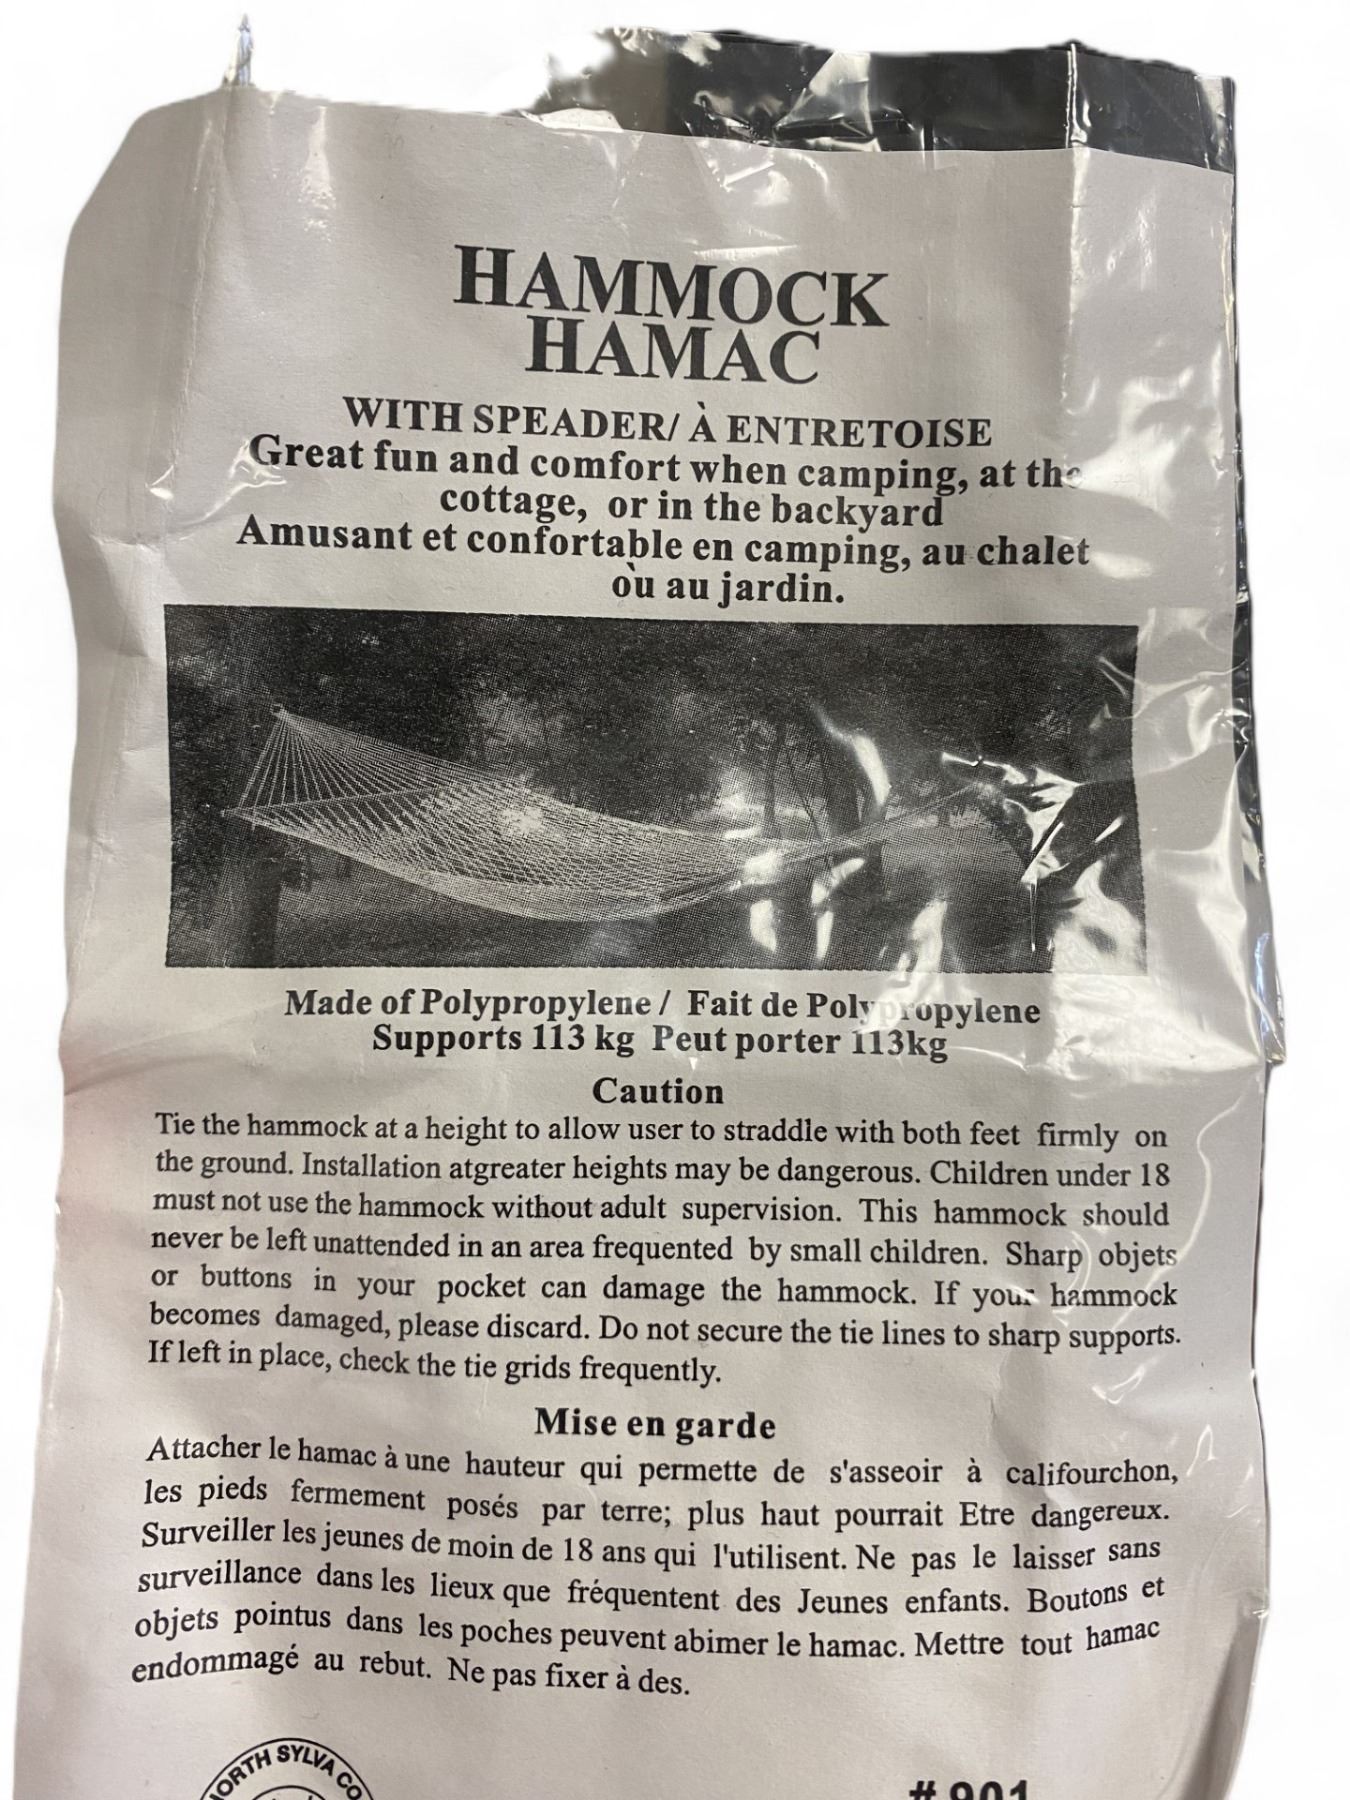 HAMMOCK
HAMAC
WITH SPEADER/ À ENTRETOISE
Great fun and comfort when camping, at the
cottage, or in the backyard
Amusant et confortable en camping, au chalet
où au jardin.
Made of Polypropylene / Fait de Polypropylene
Supports 113 kg Peut porter 113kg
Caution
Tie the hammock at a height to allow user to straddle with both feet firmly on
the ground. Installation atgreater heights may be dangerous. Children under 18
must not use the hammock without adult supervision. This hammock should
never be left unattended in an area frequented by small children. Sharp objets
or buttons in your pocket can damage the hammock. If your hammock
becomes damaged, please discard. Do not secure the tie lines to sharp supports.
If left in place, check the tie grids frequently.
Mise en garde
Attacher le hamac à une hauteur qui permette de s'asseoir à califourchon,
les pieds fermement posés par terre; plus haut pourrait Etre dangereux.
Surveiller les jeunes de moin de 18 ans qui l'utilisent. Ne pas le laisser sans
surveillance dans les lieux que fréquentent des Jeunes enfants. Boutons et
objets pointus dans les poches peuvent abimer le hamac. Mettre tout hamac
endommagé au rebut. Ne pas fixer à des.
NORTH SYLVA CO
# 901